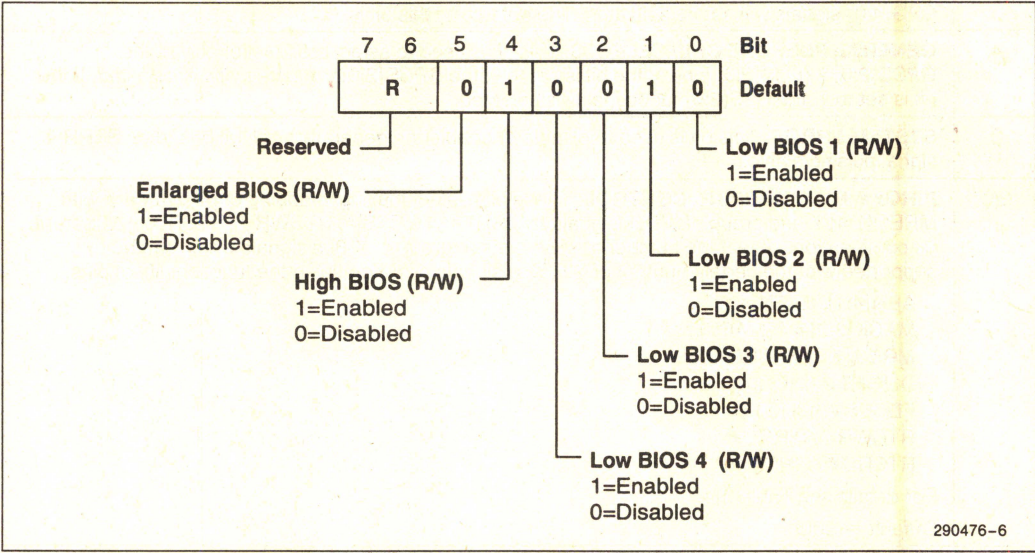 7 6 5 4 3 2 1 0 Bit
R 0 1 0 0 1 0 Default
Reserved
Enlarged BIOS (R/W)
1=Enabled
0=Disabled
High BIOS (R/W)
1=Enabled
0=Disabled
Low BIOS 1 (R/W)
1=Enabled
0=Disabled
Low BIOS 2 (R/W)
1=Enabled
0=Disabled
Low BIOS 3 (R/W)
1=Enabled
0=Disabled
Low BIOS 4 (R/W)
1=Enabled
0=Disabled
290476–6